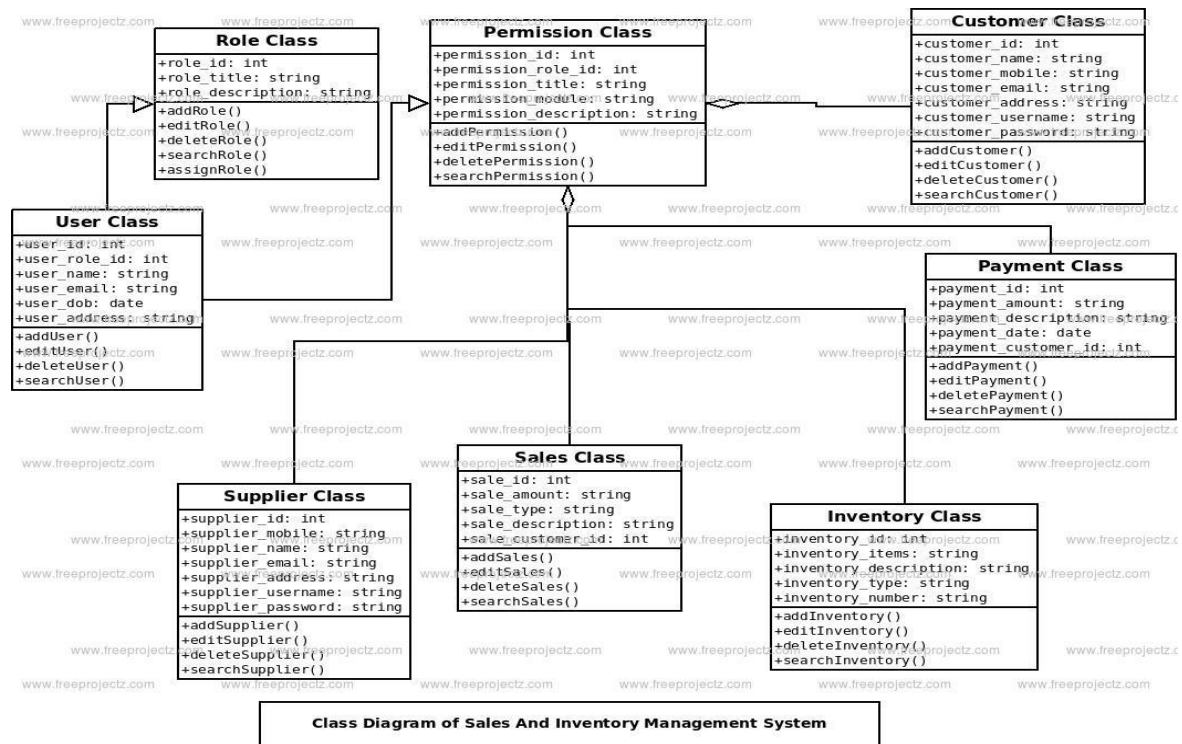 Role Class
+role_id: int
+role_title: string
+role_description: string
+addRole()
+editRole()
+deleteRole()
+searchRole()
+assignRole()
Permission Class
+permission_id: int
+permission_role_id: int
+permission_title: string
+permission_module: string
+permission_description: string
+addPermission()
+editPermission()
+deletePermission()
+searchPermission()
Customer Class
+customer_id: int
+customer_name: string
+customer_mobile: string
+customer_email: string
+customer_address: string
+customer_username: string
+customer_password: string
+addCustomer()
+editCustomer()
+deleteCustomer()
+searchCustomer()
User Class
+user_id: int
+user_role_id: int
+user_name: string
+user_email: string
+user_dob: date
+user_address: string
+addUser()
+editUser()
+deleteUser()
+searchUser()
Payment Class
+payment_id: int
+payment_amount: string
+payment_description: string
+payment_date: date
+payment_customer_id: int
+addPayment()
+editPayment()
+deletePayment()
+searchPayment()
Supplier Class
+supplier_id: int
+supplier_mobile: string
+supplier_name: string
+supplier_email: string
+supplier_address: string
+supplier_username: string
+supplier_password: string
+addSupplier()
+editSupplier()
+deleteSupplier()
+searchSupplier()
Sales Class
+sale_id: int
+sale_amount: string
+sale_type: string
+sale_description: string
+sale_customer_id: int
+addSales()
+editSales()
+deleteSales()
+searchSales()
Inventory Class
+inventory_id: int
+inventory_items: string
+inventory_description: string
+inventory_type: string
+inventory_number: string
+addInventory()
+editInventory()
+deleteInventory()
+searchInventory()
Class Diagram of Sales And Inventory Management System
www.freeprojectz.com